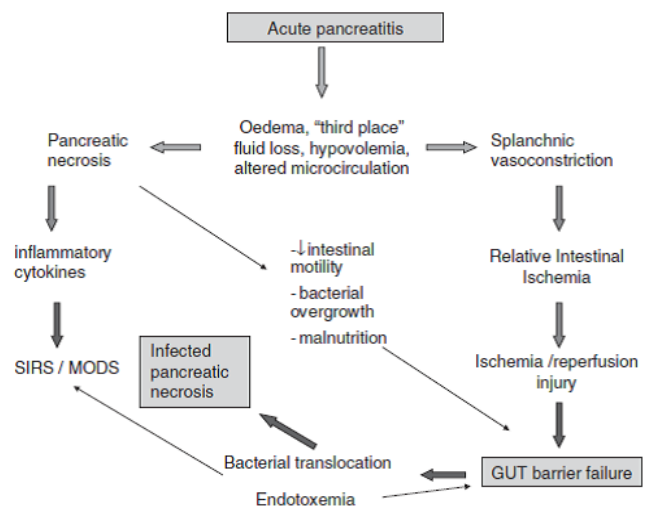 Acute pancreatitis
Oedema, “third place”
fluid loss, hypovolemia,
altered microcirculation
Pancreatic
necrosis
Splanchnic
vasoconstriction
inflammatory
cytokines
-↓intestinal
motility
- bacterial
overgrowth
- malnutrition
Relative Intestinal
Ischemia
SIRS / MODS
Infected
pancreatic
necrosis
Ischemia /reperfusion
injury
Bacterial translocation
GUT barrier failure
Endotoxemia